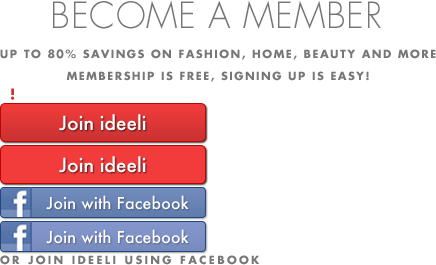 BECOME A MEMBER
UP TO 80% SAVINGS ON FASHION, HOME, BEAUTY AND MORE
MEMBERSHIP IS FREE, SIGNING UP IS EASY!
!
Join ideeli
Join ideeli
f Join with Facebook
f Join with Facebook
OR JOIN IDEELI USING FACEBOOK